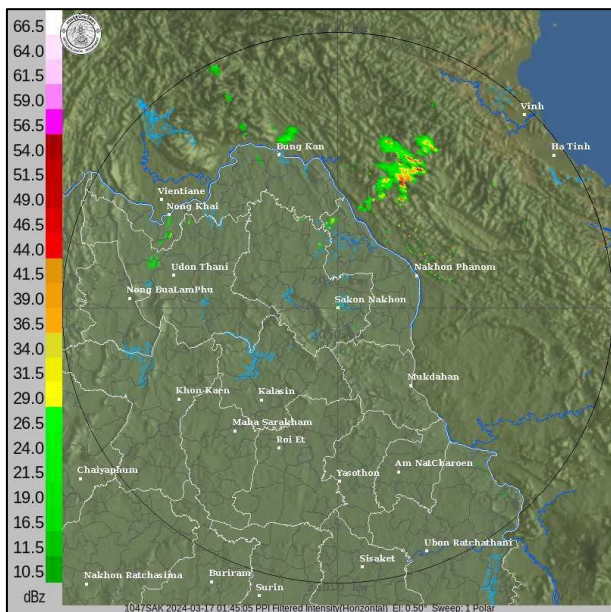 66.5
64.0
61.5
59.0
56.5
54.0
51.5
49.0
46.5
44.0
41.5
39.0
36.5
34.0
31.5
29.0
26.5
24.0
21.5
19.0
16.5
13.0
11.5
10.5
dBz
Vinh
Ha Tinh
Bung Kan
Vientiane
Nong Khai
Udon Thani
Nakhon Phanom
Nong BuaLamPhu
Sakon Nakhon
Mukdahan
Khon Kaen
Kalasin
Maha Sarakham
Roi Et
Chaiyaphum
Yasothon
Am NatCharoen
Ubon Ratchathani
Sisaket
Nakhon Ratchasima
Buriram
Surin
1047SAK 2024-03-17 01:45:05 PPI Filtered Intensity(Horizontal) El: 0.50° Sweep: 1 Polar